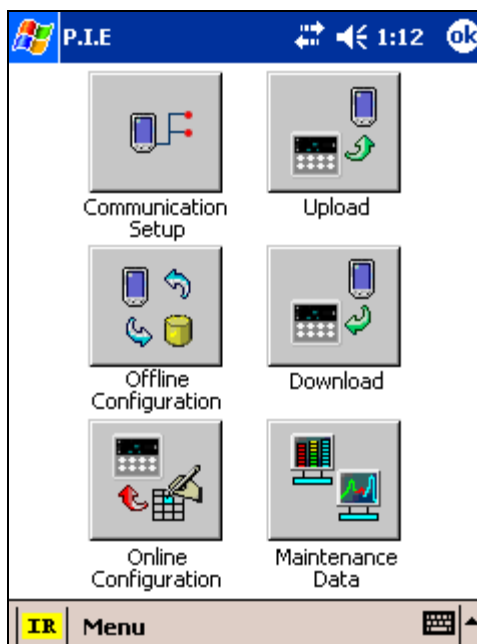 P.I.E 1:12 ok
Communication Setup
Upload
Offline Configuration
Download
Online Configuration
Maintenance Data
IR Menu